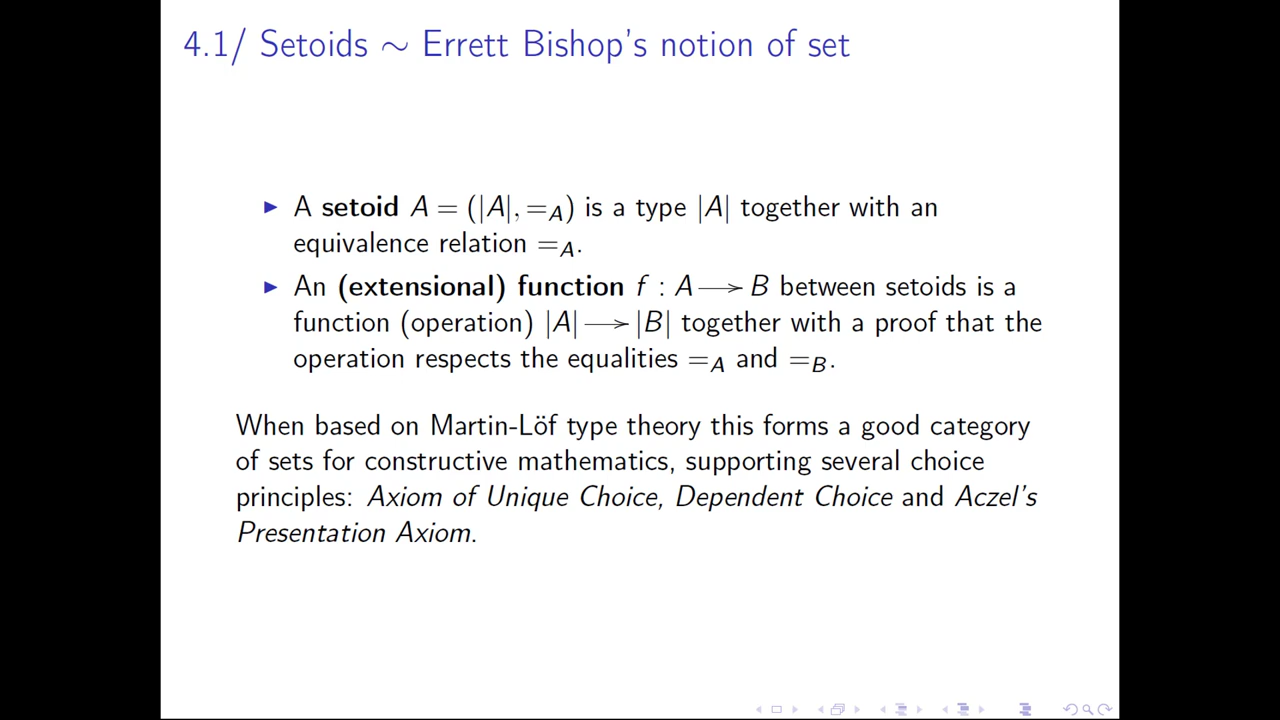 4.1/ Setoids ∼ Errett Bishop's notion of set
▶ A setoid A = (|A|, =_A) is a type |A| together with an
equivalence relation =_A.
▶ An (extensional) function f : A ⟶ B between setoids is a
function (operation) |A| ⟶ |B| together with a proof that the
operation respects the equalities =_A and =_B.
When based on Martin-Löf type theory this forms a good category
of sets for constructive mathematics, supporting several choice
principles: Axiom of Unique Choice, Dependent Choice and Aczel's
Presentation Axiom.